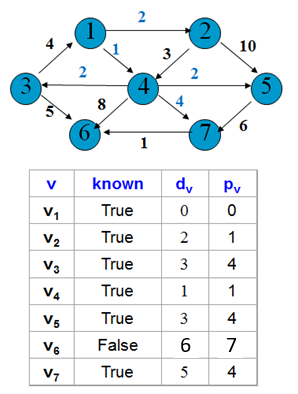 2
1 2
4 1 3 10
2 2
3 4 5
5 8 4 6
6 7
1
v known dv pv
v1 True 0 0
v2 True 2 1
v3 True 3 4
v4 True 1 1
v5 True 3 4
v6 False 6 7
v7 True 5 4